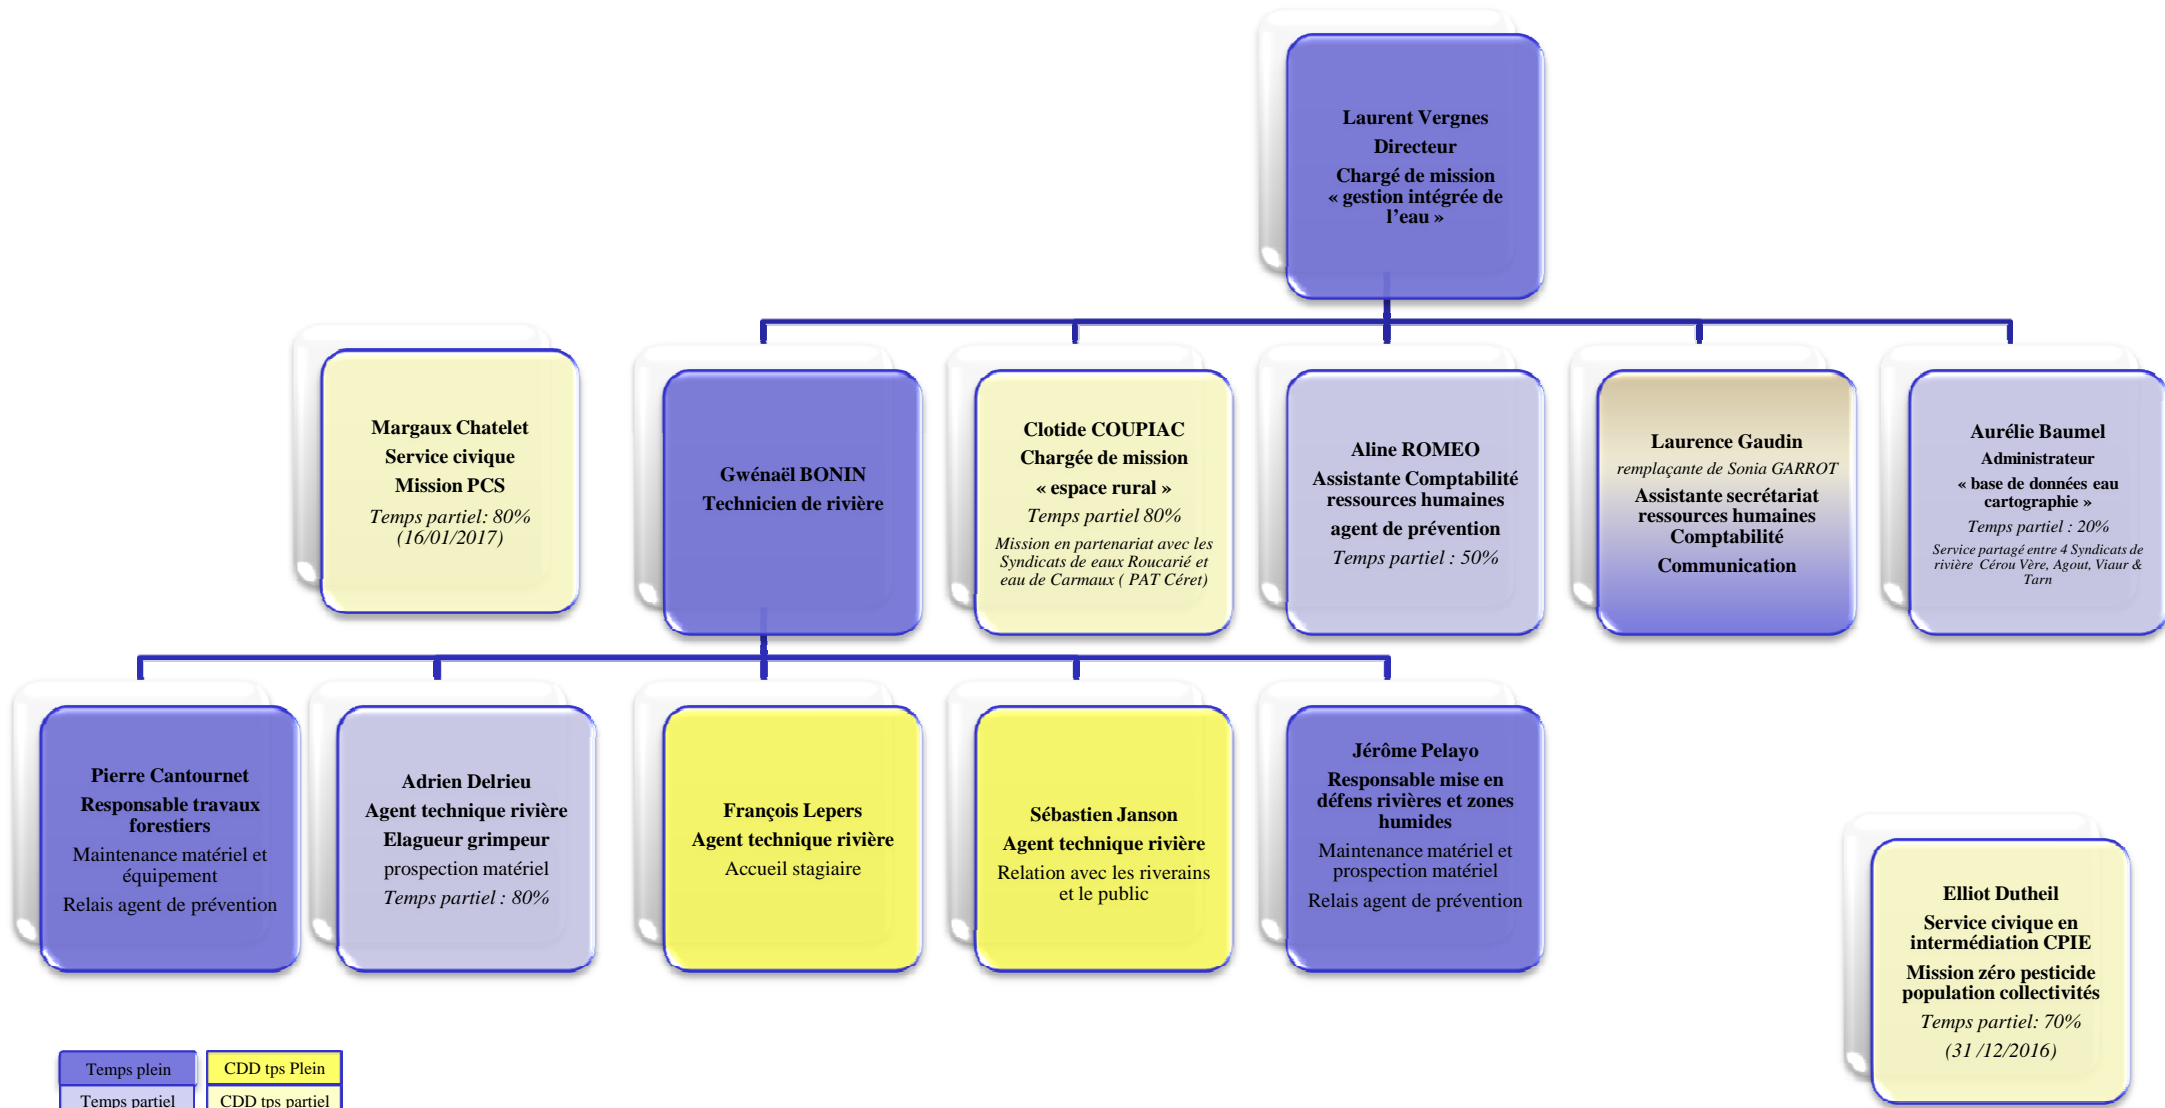 Laurent Vergnes
Directeur
Chargé de mission
« gestion intégrée de
l’eau »
Margaux Chatelet
Service civique
Mission PCS
Temps partiel: 80%
(16/01/2017)
Gwénaël BONIN
Technicien de rivière
Clotide COUPIAC
Chargée de mission
« espace rural »
Temps partiel 80%
Mission en partenariat avec les
Syndicats de eaux Roucarié et
eau de Carmaux ( PAT Céret)
Aline ROMEO
Assistante Comptabilité
ressources humaines
agent de prévention
Temps partiel : 50%
Laurence Gaudin
remplaçante de Sonia GARROT
Assistante secrétariat
ressources humaines
Comptabilité
Communication
Aurélie Baumel
Administrateur
« base de données eau
cartographie »
Temps partiel : 20%
Service partagé entre 4 Syndicats de
rivière Cérou Vère, Agout, Viaur &
Tarn
Pierre Cantournet
Responsable travaux
forestiers
Maintenance matériel et
équipement
Relais agent de prévention
Adrien Delrieu
Agent technique rivière
Elagueur grimpeur
prospection matériel
Temps partiel : 80%
François Lepers
Agent technique rivière
Accueil stagiaire
Sébastien Janson
Agent technique rivière
Relation avec les riverains
et le public
Jérôme Pelayo
Responsable mise en
défens rivières et zones
humides
Maintenance matériel et
prospection matériel
Relais agent de prévention
Elliot Dutheil
Service civique en
intermédiation CPIE
Mission zéro pesticide
population collectivités
Temps partiel: 70%
(31 /12/2016)
Temps plein
CDD tps Plein
Temps partiel
CDD tps partiel